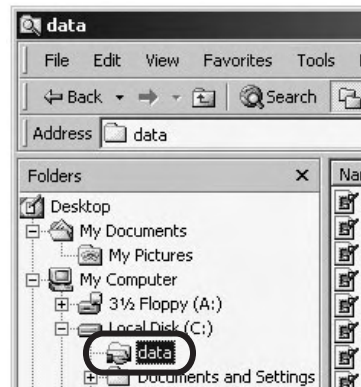 data
File Edit View Favorites Tools
Back Search
Address data
Folders
Desktop
My Documents
My Pictures
My Computer
3½ Floppy (A:)
Local Disk (C:)
data
Documents and Settings